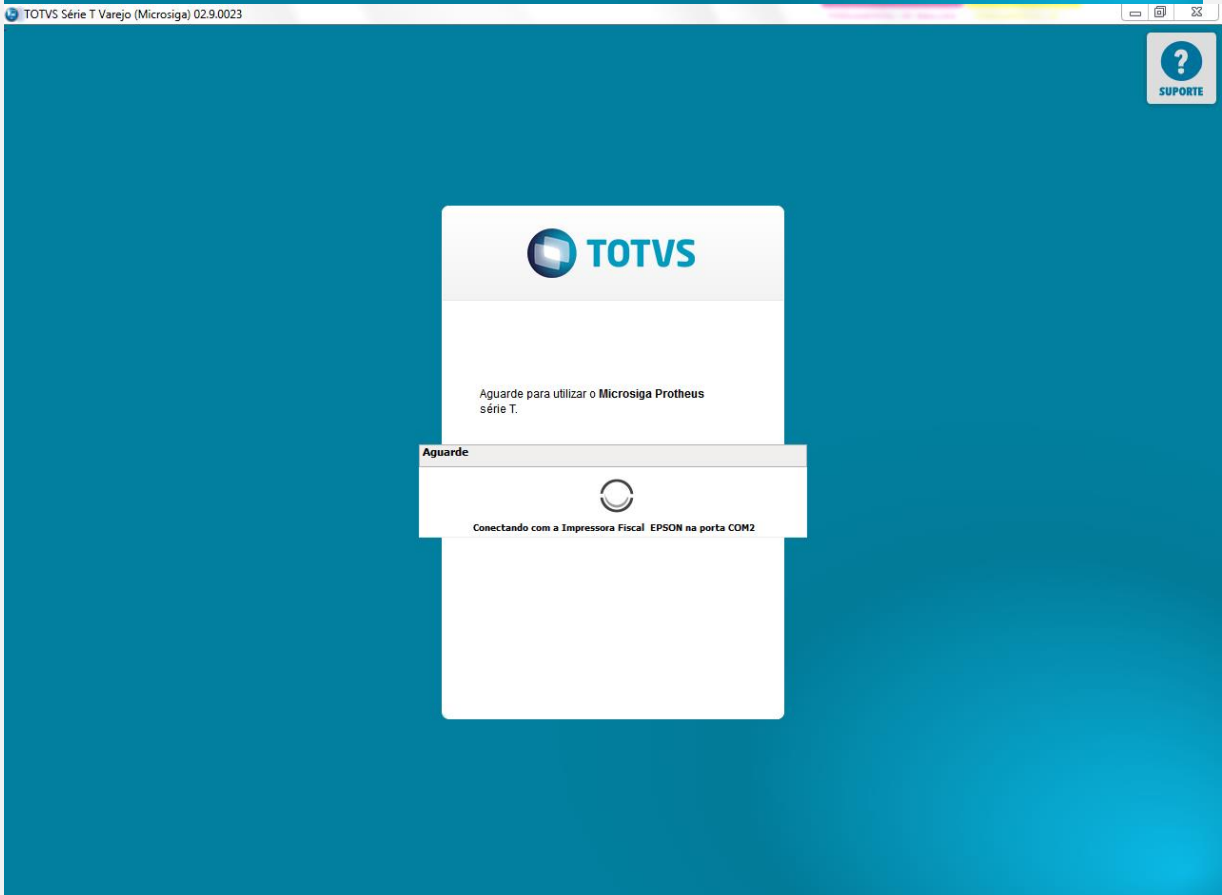 TOTVS Série T Varejo (Microsiga) 02.9.0023
?
SUPORTE
TOTVS
Aguarde para utilizar o Microsiga Protheus
série T.
Aguarde
Conectando com a Impressora Fiscal  EPSON na porta COM2